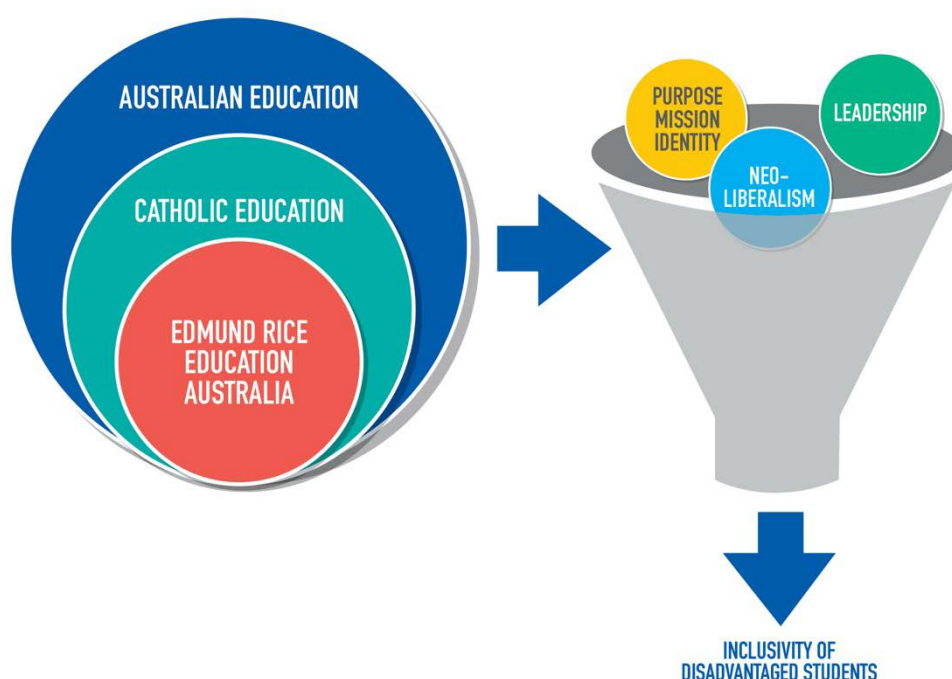 AUSTRALIAN EDUCATION
CATHOLIC EDUCATION
EDMUND RICE
EDUCATION
AUSTRALIA
PURPOSE
MISSION
IDENTITY
LEADERSHIP
NEO-
LIBERALISM
INCLUSIVITY OF
DISADVANTAGED STUDENTS